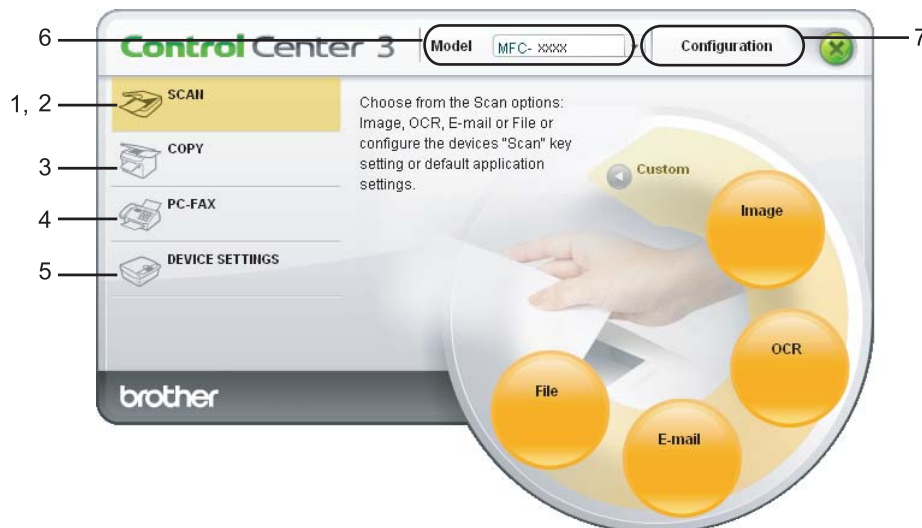 6
Control Center 3
Model
MFC- XXXX
Configuration
7
1, 2
SCAN
3
COPY
4
PC-FAX
5
DEVICE SETTINGS
Choose from the Scan options:
Image, OCR, E-mail or File or
configure the devices "Scan" key
setting or default application
settings.
Custom
Image
OCR
E-mail
File
brother